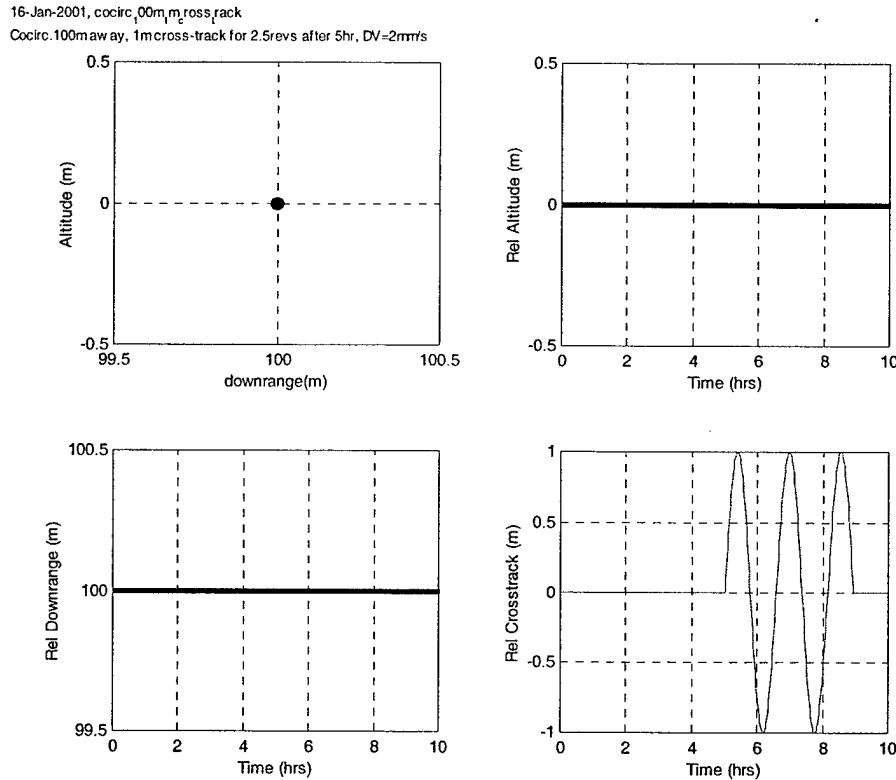 16-Jan-2001, cocirc₁00mₗmcrossₜrack
Cocirc.100m away, 1m cross-track for 2.5revs after 5hr, DV=2mm/s
0.5
0
-0.5
99.5 100 100.5
Altitude (m)
downrange(m)
0.5
0
-0.5
0 2 4 6 8 10
Rel Altitude (m)
Time (hrs)
100.5
100
99.5
0 2 4 6 8 10
Rel Downrange (m)
Time (hrs)
1
0.5
0
-0.5
-1
0 2 4 6 8 10
Rel Crosstrack (m)
Time (hrs)